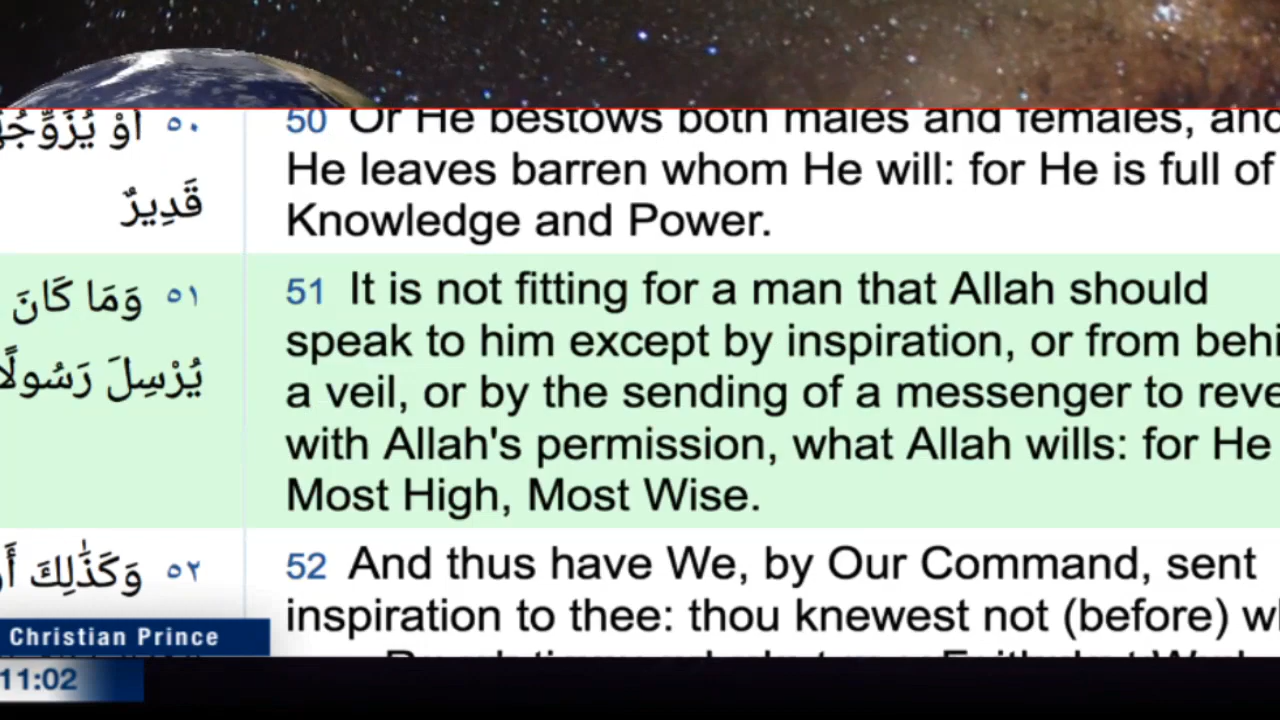 أَوْ ٥٠
قَدِيرٌ
50 Or He bestows both males and females, and
He leaves barren whom He will: for He is full of
Knowledge and Power.
وَمَا كَانَ ٥١
يُرْسِلَ رَسُولًا
51 It is not fitting for a man that Allah should
speak to him except by inspiration, or from
a veil, or by the sending of a messenger to
with Allah's permission, what Allah wills: for He
Most High, Most Wise.
وَكَذَٰلِكَ ٥٢
52 And thus have We, by Our Command, sent
inspiration to thee: thou knewest not (before)
Christian Prince
11:02